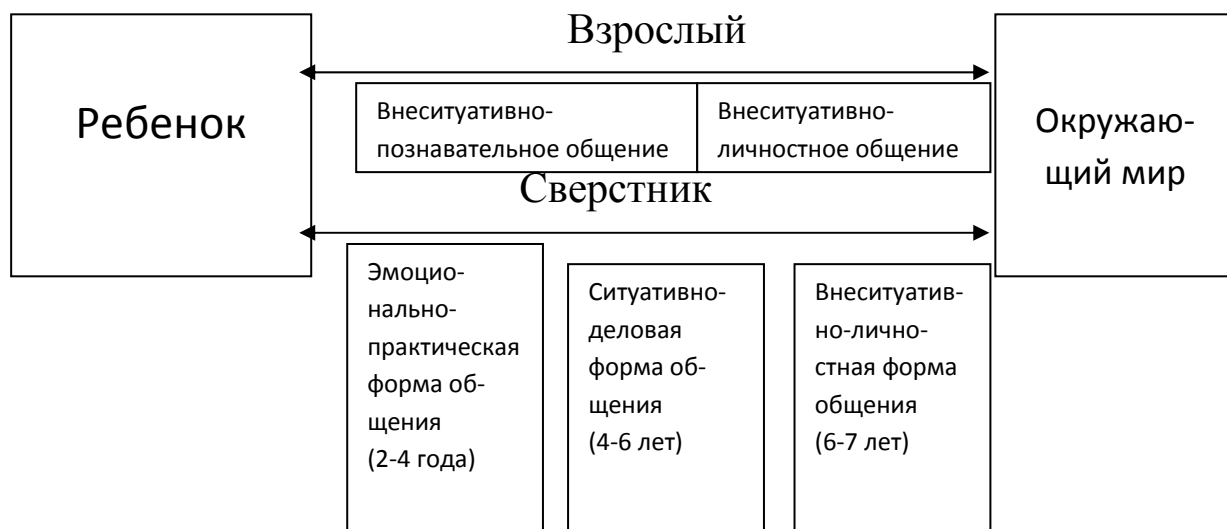 Взрослый
Ребенок
Внеситуативно-
познавательное общение
Внеситуативно-
личностное общение
Окружаю-
щий мир
Сверстник
Эмоцио-
нально-
практическая
форма об-
щения
(2-4 года)
Ситуативно-
деловая
форма об-
щения
(4-6 лет)
Внеситуатив-
но-лично-
стная форма
общения
(6-7 лет)